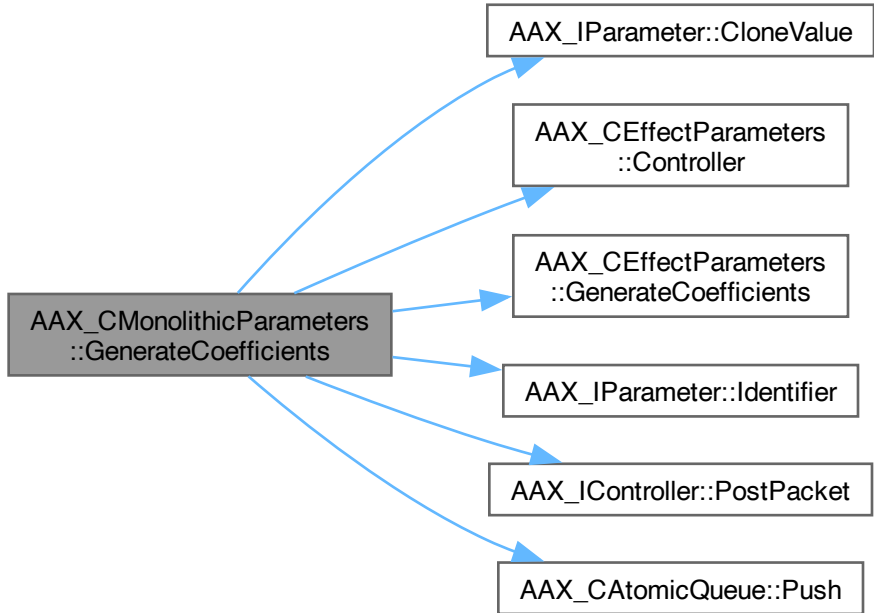 AAX_IParameter::CloneValue
AAX_CEffectParameters
::Controller
AAX_CEffectParameters
::GenerateCoefficients
AAX_CMonolithicParameters
::GenerateCoefficients
AAX_IParameter::Identifier
AAX_IController::PostPacket
AAX_CAtomicQueue::Push